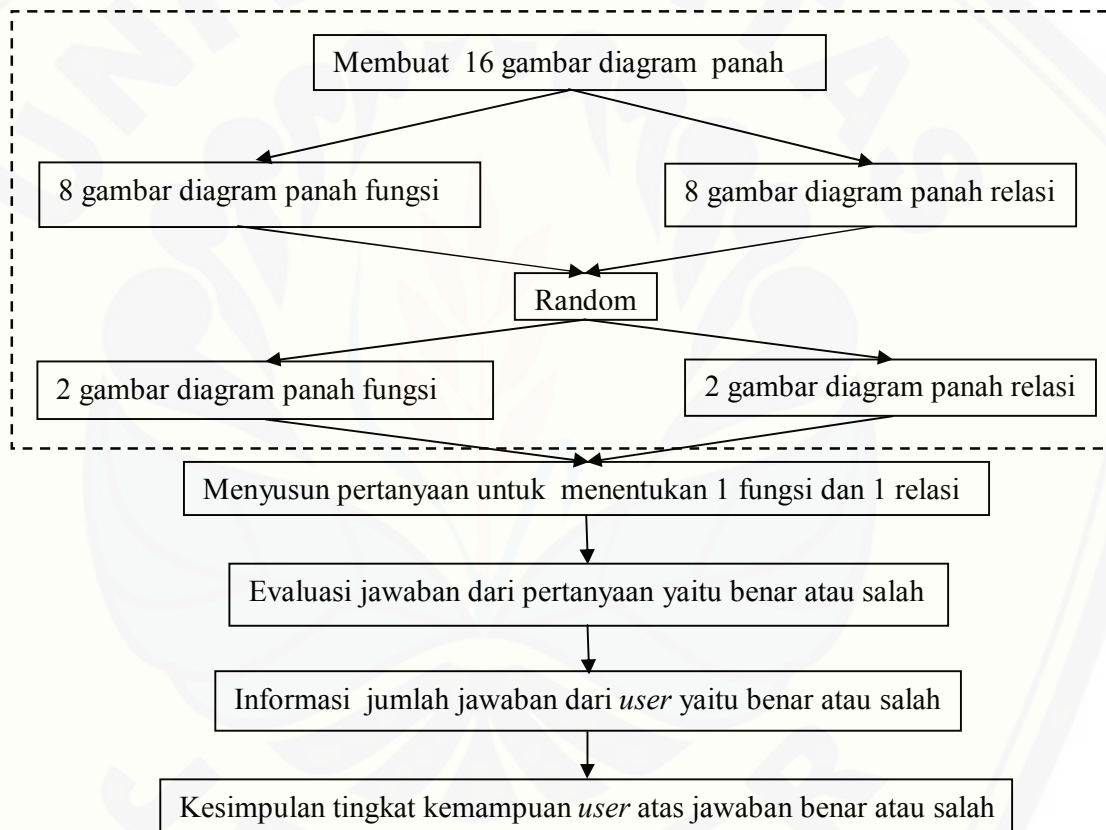 Membuat 16 gambar diagram panah
8 gambar diagram panah fungsi
8 gambar diagram panah relasi
Random
2 gambar diagram panah fungsi
2 gambar diagram panah relasi
Menyusun pertanyaan untuk menentukan 1 fungsi dan 1 relasi
Evaluasi jawaban dari pertanyaan yaitu benar atau salah
Informasi jumlah jawaban dari user yaitu benar atau salah
Kesimpulan tingkat kemampuan user atas jawaban benar atau salah